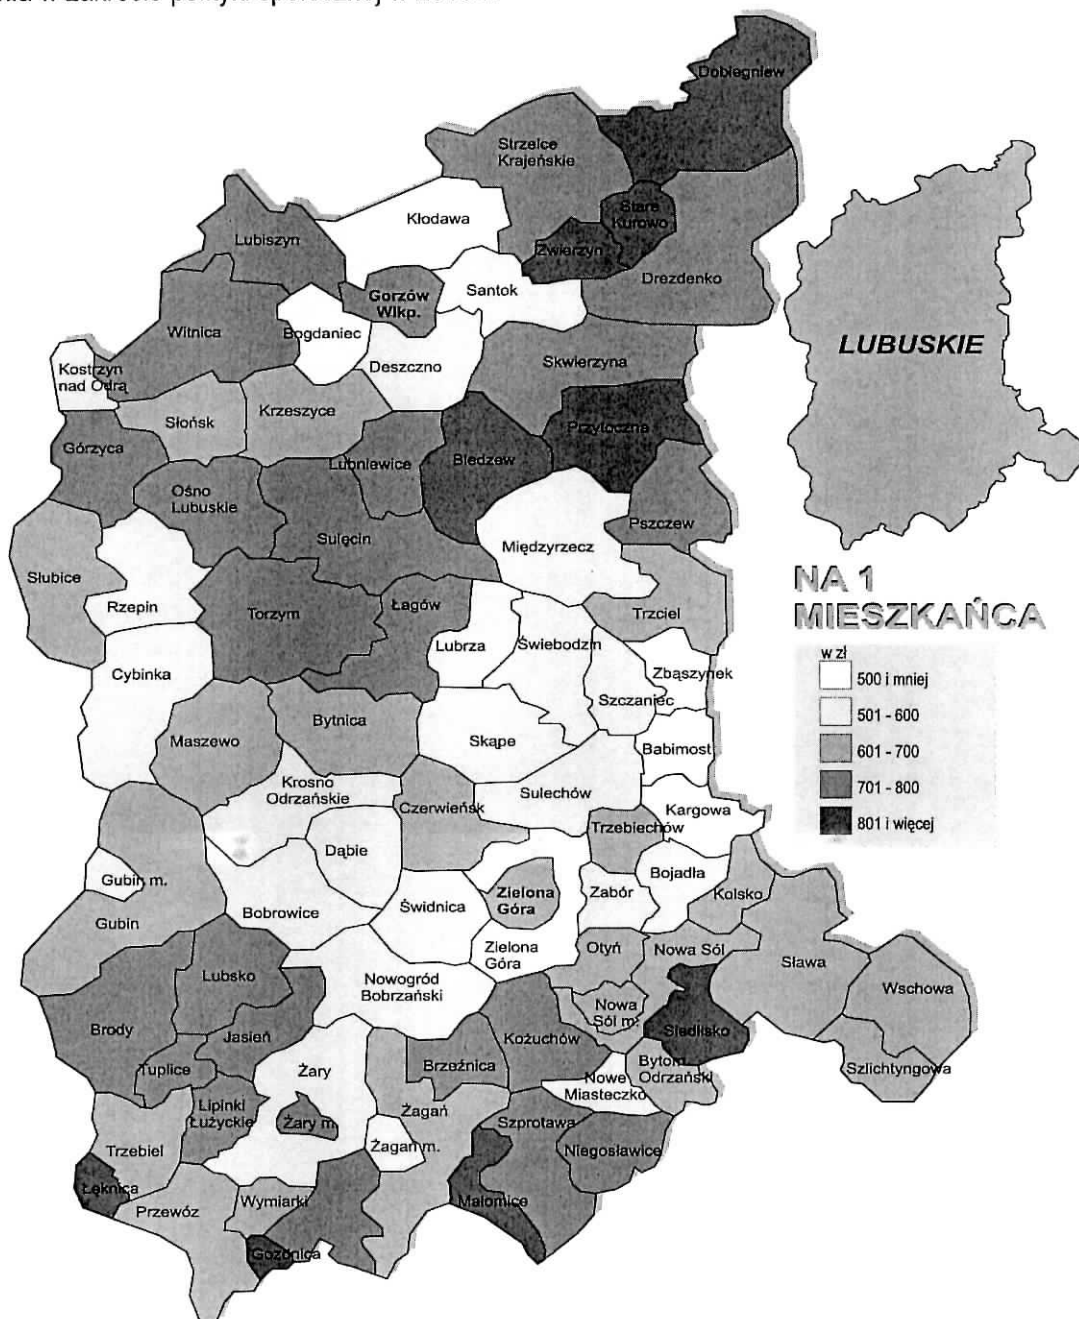 Dobiegniew
Strzelce
Krajeńskie
Stare
Kurowo
Kłodawa
Zwierzyn
Lubiszyn
Drezdenko
Santok
Gorzów
Wlkp.
Witnica
Bogdaniec
Deszczno
Skwierzyna
Kostrzyn
nad Odrą
LUBUSKIE
Słońsk
Krzeszyce
Przytoczna
Górzyca
Lubniewice
Bledzew
Ośno
Lubuskie
Pszczew
Sulęcin
Międzyrzecz
Słubice
Rzepin
Torzym
Łagów
Trzciel
NA 1
MIESZKAŃCA
w zł
500 i mniej
501 - 600
601 - 700
701 - 800
801 i więcej
Lubrza
Świebodzin
Cybinka
Zbąszynek
Szczaniec
Bytnica
Maszewo
Skąpe
Babimost
Krosno
Odrzańskie
Czerwieńsk
Sulechów
Kargowa
Trzebiechów
Dąbie
Gubin m.
Bojadła
Zielona
Góra
Zabór
Kolsko
Bobrowice
Świdnica
Gubin
Zielona
Góra
Otyń
Nowa Sól
Sława
Lubsko
Nowogród
Bobrzański
Wschowa
Nowa
Sól m.
Brody
Jasień
Kożuchów
Siedlisko
Tuplice
Żary
Brzeźnica
Bytom
Odrzański
Szlichtyngowa
Nowe
Miasteczko
Lipinki
Łużyckie
Żary m.
Żagań
Szprotawa
Trzebiel
Żagań m.
Niegosławice
Łęknica
Przewóz
Wymiarki
Małomice
Gozdnica